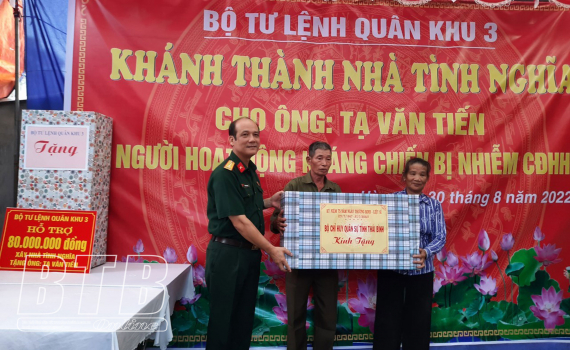 BỘ TƯ LỆNH QUÂN KHU 3
KHÁNH THÀNH NHÀ TÌNH NGHĨA
CHO ÔNG: TẠ VĂN TIẾN
NGƯỜI HOẠT ĐỘNG KHÁNG CHIẾN BỊ NHIỄM CĐHH
30 tháng 8 năm 2022
BỘ TƯ LỆNH QUÂN KHU 3
Tặng
BỘ TƯ LỆNH QUÂN KHU 3
HỖ TRỢ
80.000.000 đồng
XÂY NHÀ TÌNH NGHĨA
TẶNG ÔNG: TẠ VĂN TIẾN
BỘ CHỈ HUY QUÂN SỰ TỈNH THÁI BÌNH
Kính Tặng
BTB